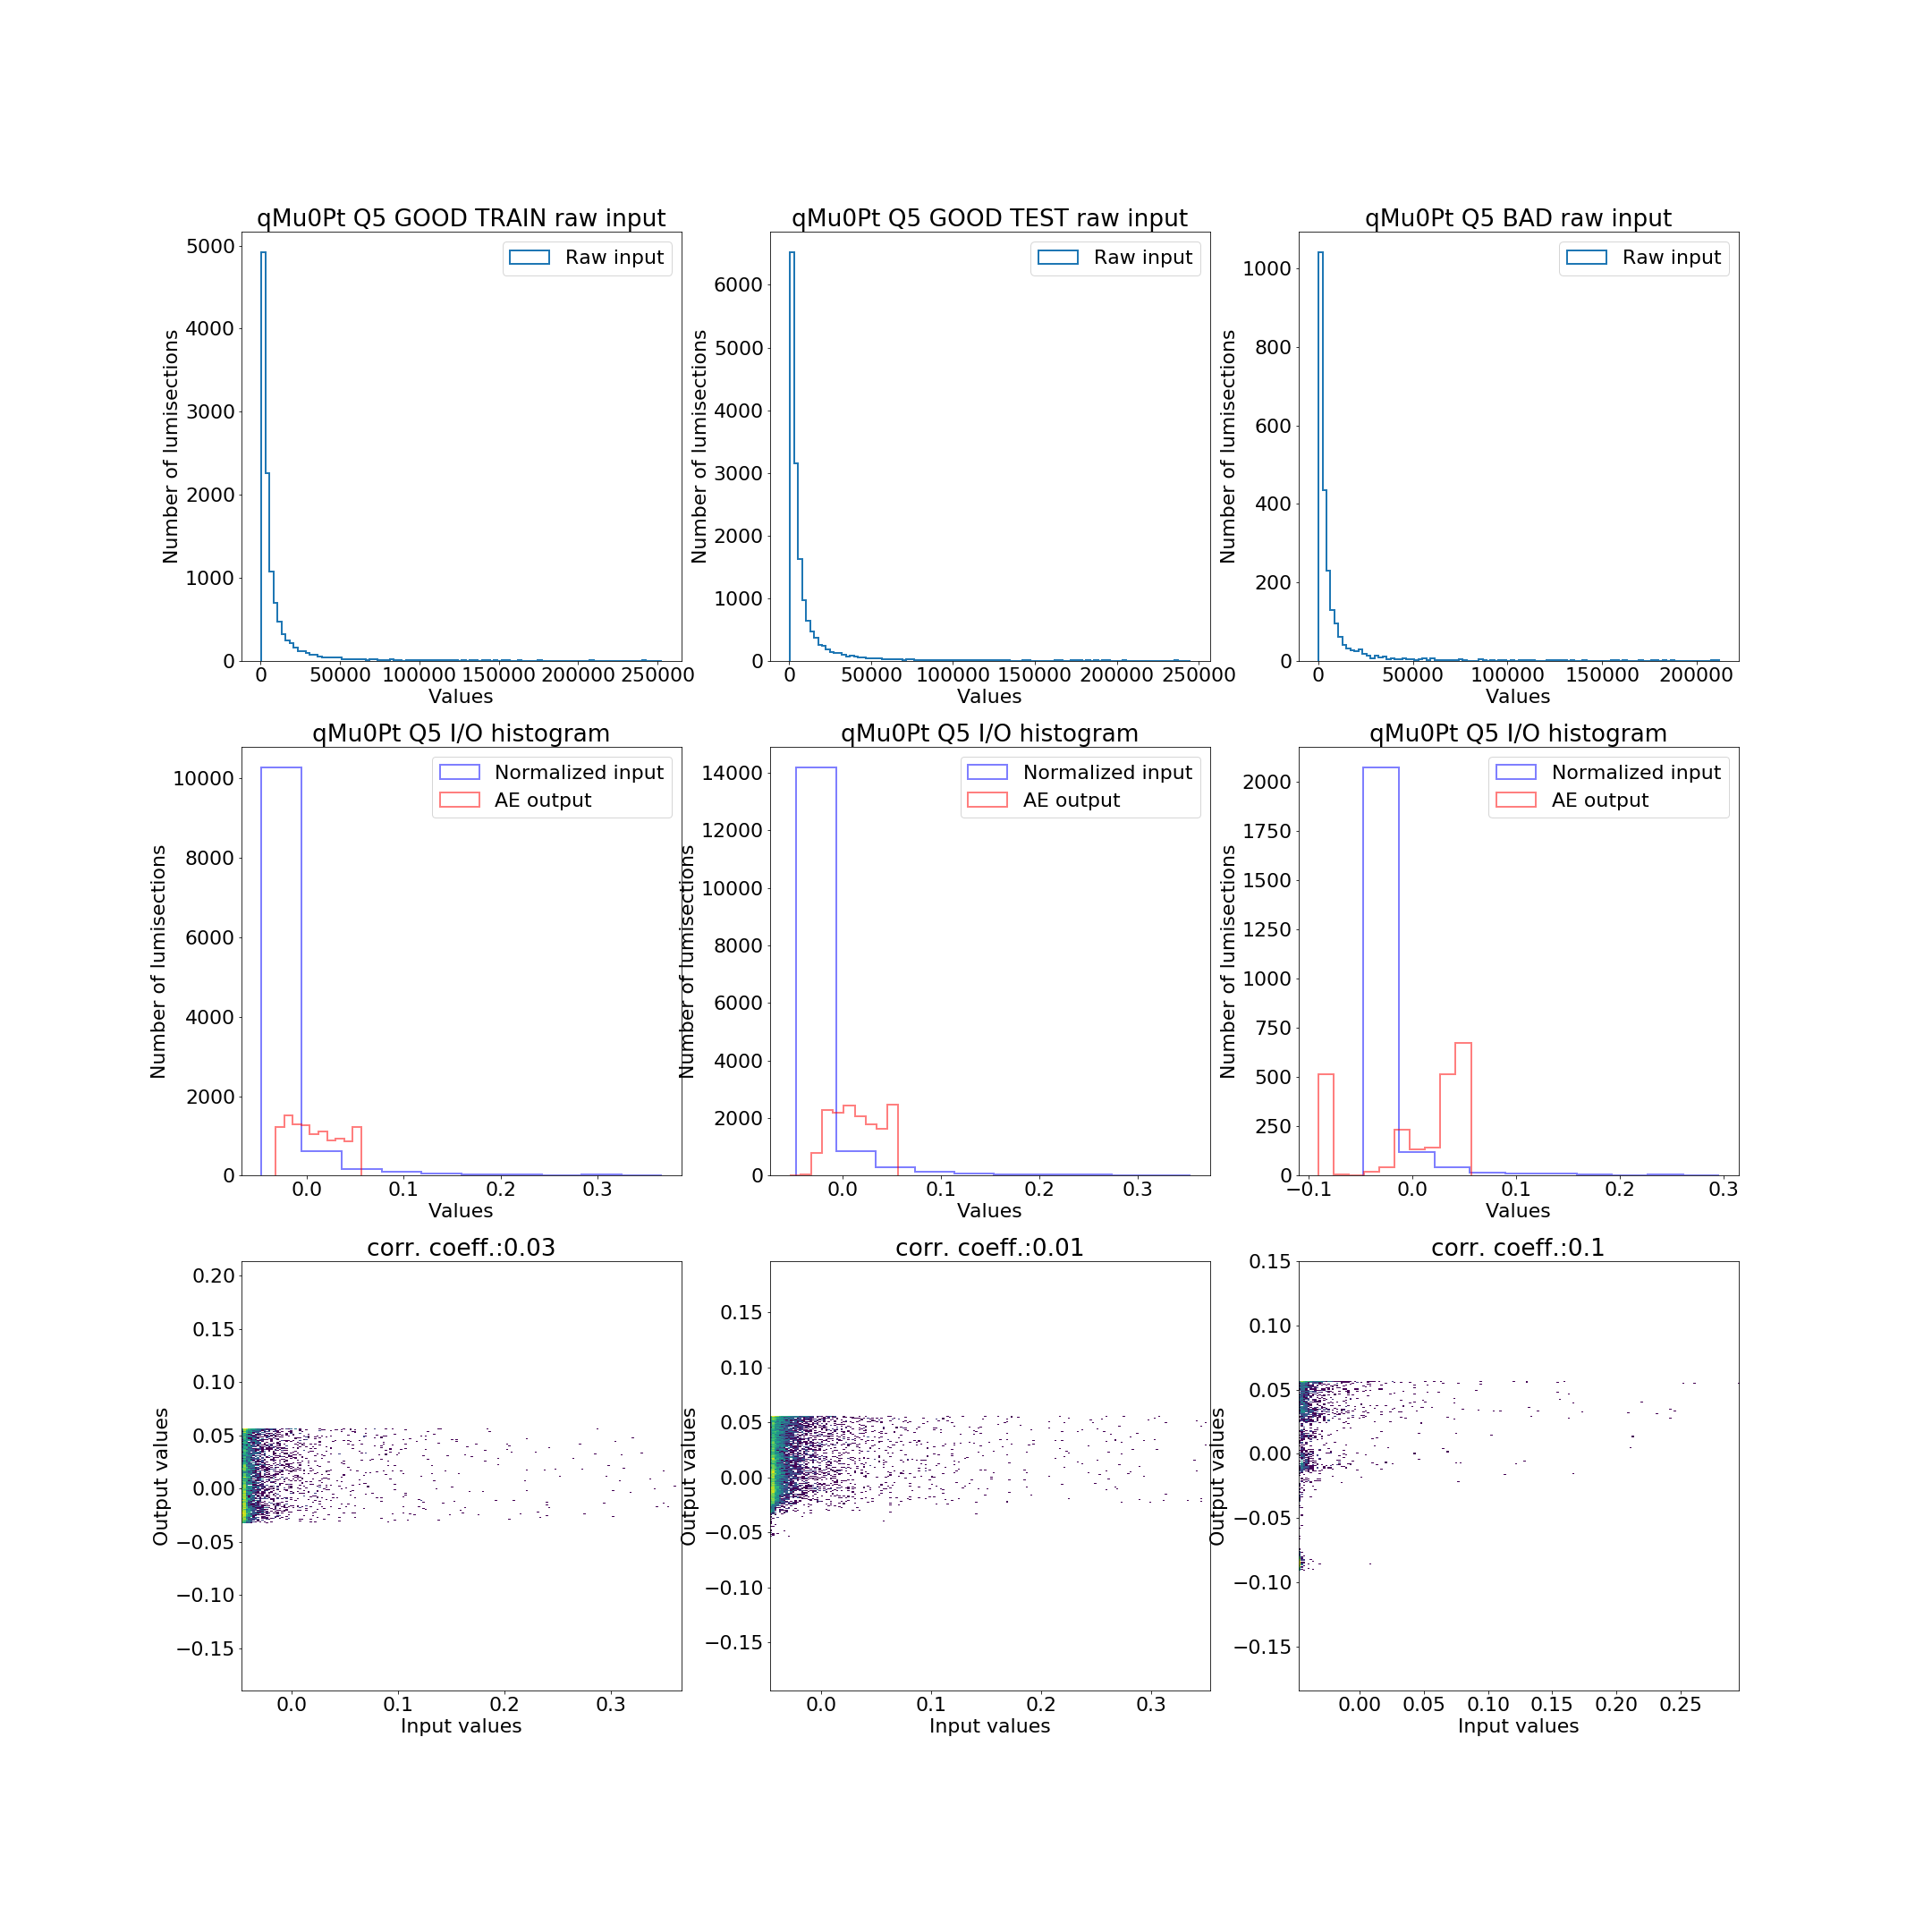 qMu0Pt Q5 GOOD TRAIN raw input
Number of lumisections
5000
4000
3000
2000
1000
0
Raw input
0 50000 100000 150000 200000 250000
Values
qMu0Pt Q5 GOOD TEST raw input
Number of lumisections
6000
5000
4000
3000
2000
1000
0
Raw input
0 50000 100000 150000 200000 250000
Values
qMu0Pt Q5 BAD raw input
Number of lumisections
1000
800
600
400
200
0
Raw input
0 50000 100000 150000 200000
Values
qMu0Pt Q5 I/O histogram
Number of lumisections
10000
8000
6000
4000
2000
0
Normalized input
AE output
0.0 0.1 0.2 0.3
Values
qMu0Pt Q5 I/O histogram
Number of lumisections
14000
12000
10000
8000
6000
4000
2000
0
Normalized input
AE output
0.0 0.1 0.2 0.3
Values
qMu0Pt Q5 I/O histogram
Number of lumisections
2000
1750
1500
1250
1000
750
500
250
0
Normalized input
AE output
−0.1 0.0 0.1 0.2 0.3
Values
corr. coeff.:0.03
Output values
0.20
0.15
0.10
0.05
0.00
−0.05
−0.10
−0.15
0.0 0.1 0.2 0.3
Input values
corr. coeff.:0.01
Output values
0.15
0.10
0.05
0.00
−0.05
−0.10
−0.15
0.0 0.1 0.2 0.3
Input values
corr. coeff.:0.1
Output values
0.15
0.10
0.05
0.00
−0.05
−0.10
−0.15
0.00 0.05 0.10 0.15 0.20 0.25
Input values